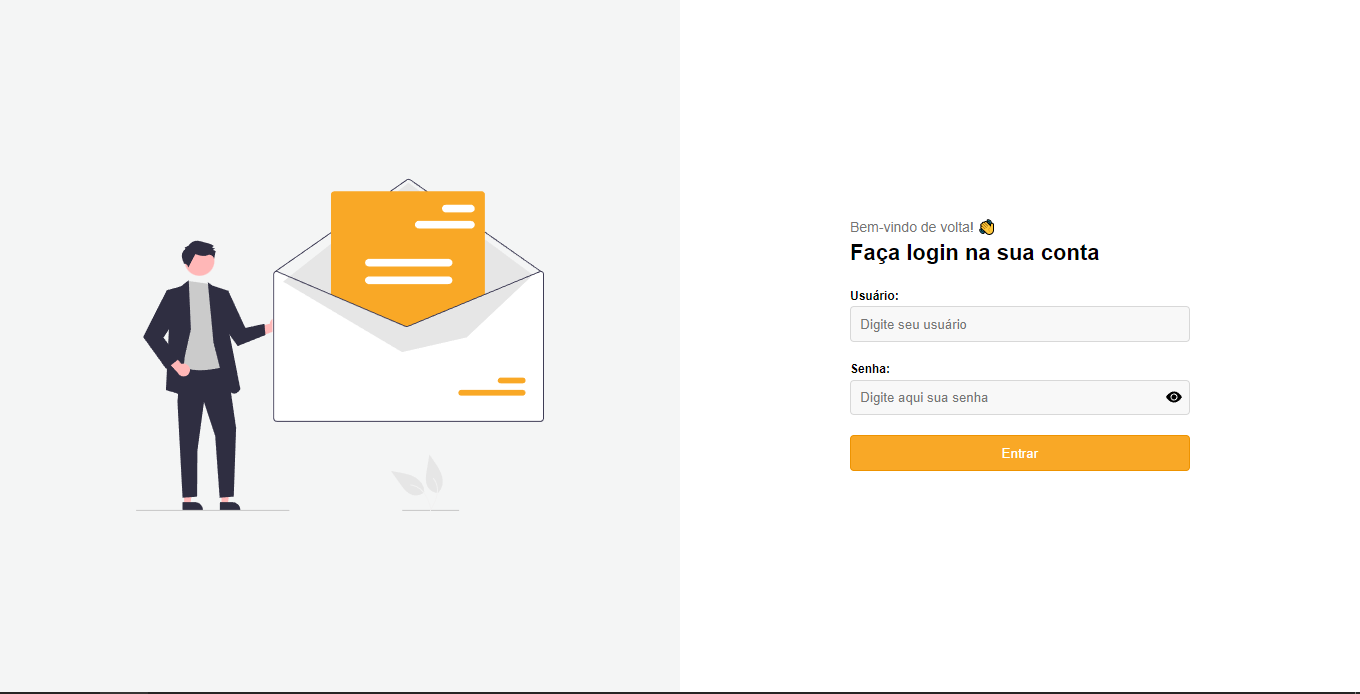 Bem-vindo de volta! 👏
Faça login na sua conta
Usuário:
Digite seu usuário
Senha:
Digite aqui sua senha
Entrar